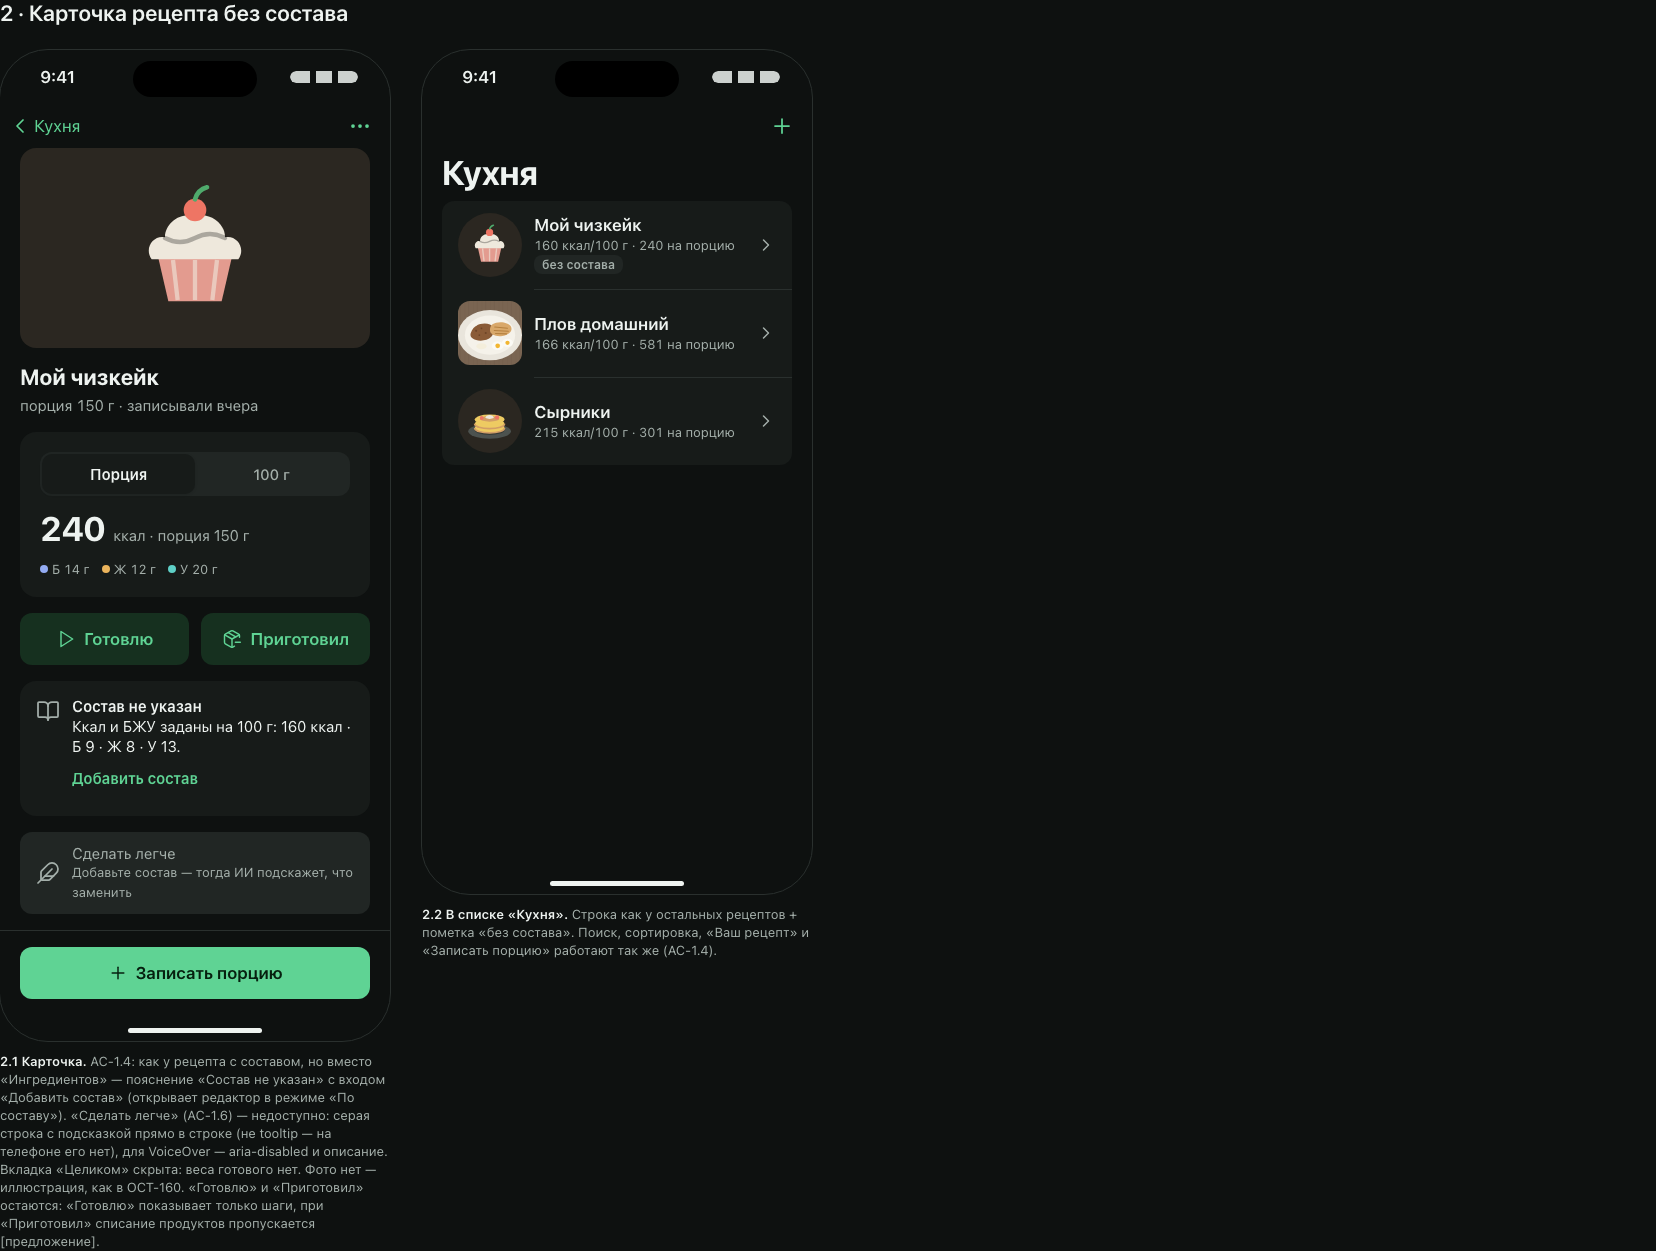 2 · Карточка рецепта без состава
9:41
Кухня
Мой чизкейк
порция 150 г · записывали вчера
Порция
100 г
240 ккал · порция 150 г
Б 14 г Ж 12 г У 20 г
Готовлю
Приготовил
Состав не указан
Ккал и БЖУ заданы на 100 г: 160 ккал ·
Б 9 · Ж 8 · У 13.
Добавить состав
Сделать легче
Добавьте состав — тогда ИИ подскажет, что
заменить
Записать порцию
2.1 Карточка. АС-1.4: как у рецепта с составом, но вместо
«Ингредиентов» — пояснение «Состав не указан» с входом
«Добавить состав» (открывает редактор в режиме «По
составу»). «Сделать легче» (АС-1.6) — недоступно: серая
строка с подсказкой прямо в строке (не tooltip — на
телефоне его нет), для VoiceOver — aria-disabled и описание.
Вкладка «Целиком» скрыта: веса готового нет. Фото нет —
иллюстрация, как в ОСТ-160. «Готовлю» и «Приготовил»
остаются: «Готовлю» показывает только шаги, при
«Приготовил» списание продуктов пропускается
[предложение].
9:41
Кухня
Мой чизкейк
160 ккал/100 г · 240 на порцию
без состава
Плов домашний
166 ккал/100 г · 581 на порцию
Сырники
215 ккал/100 г · 301 на порцию
2.2 В списке «Кухня». Строка как у остальных рецептов +
пометка «без состава». Поиск, сортировка, «Ваш рецепт» и
«Записать порцию» работают так же (АС-1.4).